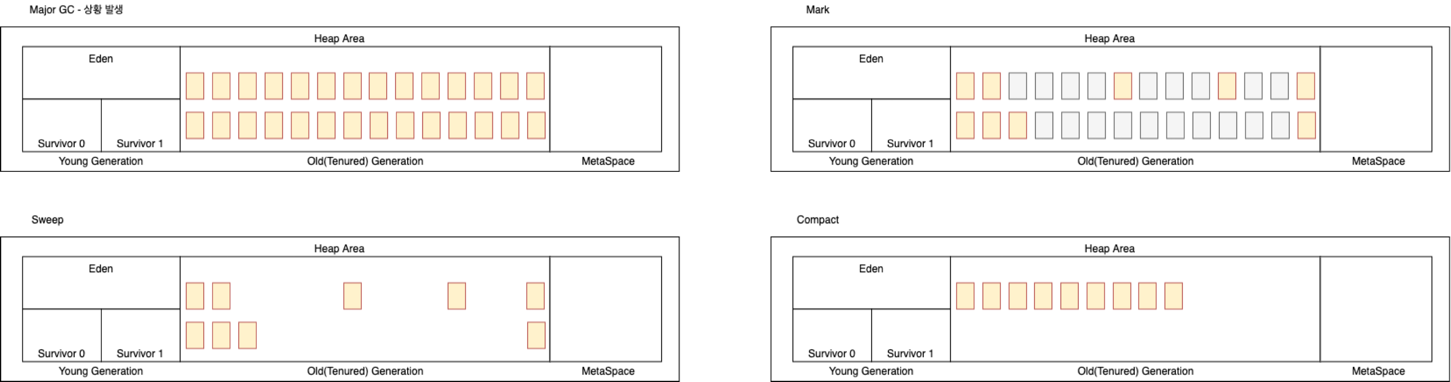 Major GC - 상황 발생
Heap Area
Eden
Survivor 0
Survivor 1
Young Generation
Old(Tenured) Generation
MetaSpace
Mark
Heap Area
Eden
Survivor 0
Survivor 1
Young Generation
Old(Tenured) Generation
MetaSpace
Sweep
Heap Area
Eden
Survivor 0
Survivor 1
Young Generation
Old(Tenured) Generation
MetaSpace
Compact
Heap Area
Eden
Survivor 0
Survivor 1
Young Generation
Old(Tenured) Generation
MetaSpace